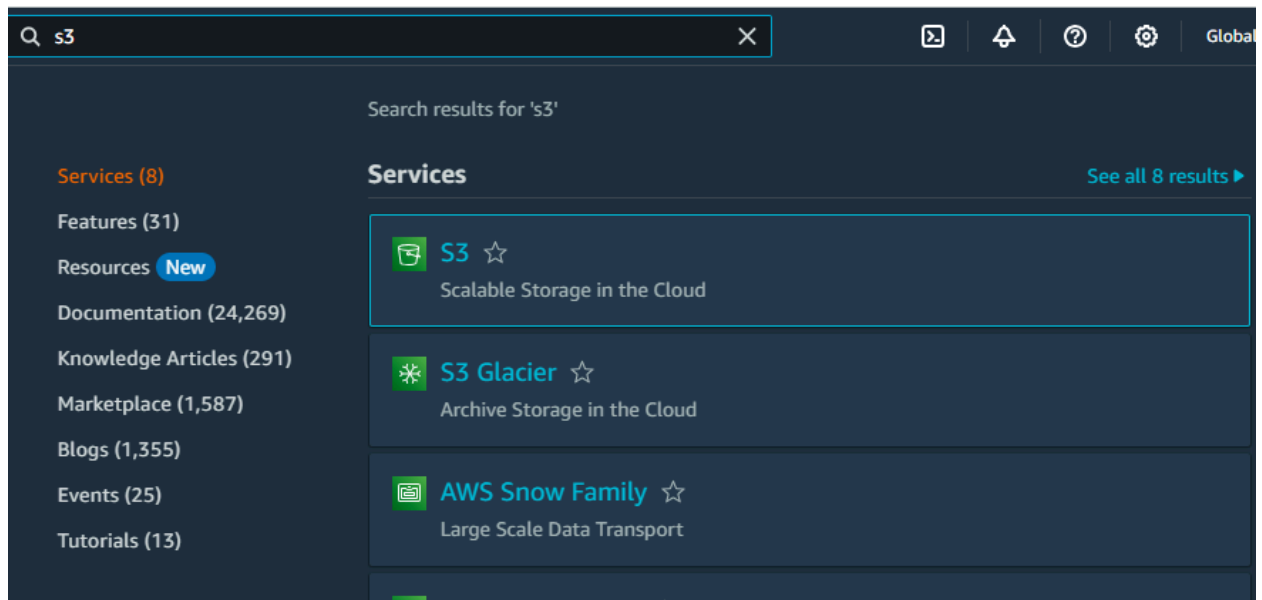 s3
Global
Search results for 's3'
Services (8)
Features (31)
Resources New
Documentation (24,269)
Knowledge Articles (291)
Marketplace (1,587)
Blogs (1,355)
Events (25)
Tutorials (13)
Services
See all 8 results
S3
Scalable Storage in the Cloud
S3 Glacier
Archive Storage in the Cloud
AWS Snow Family
Large Scale Data Transport